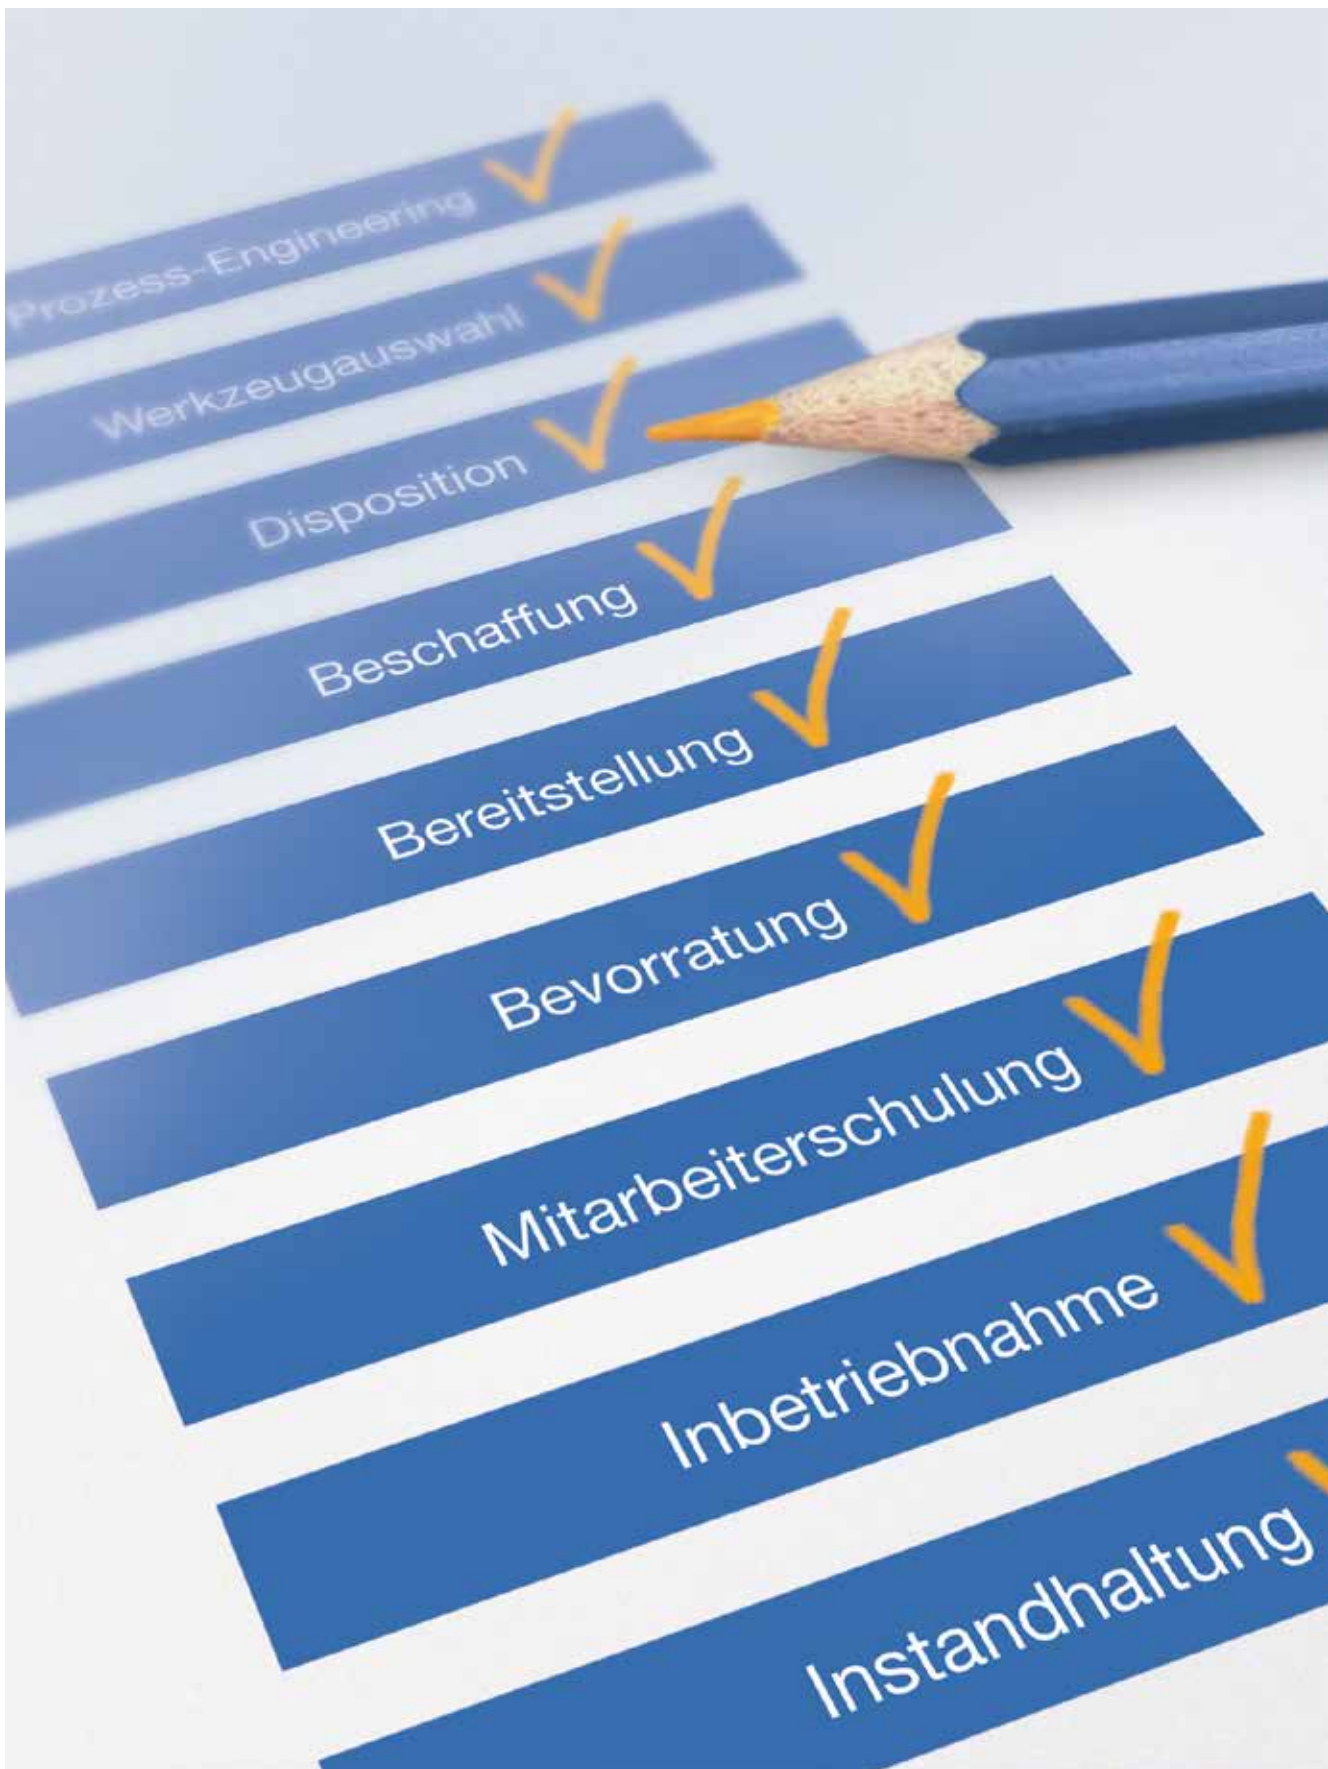 Prozess-Engineering
Werkzeugauswahl
Disposition
Beschaffung
Bereitstellung
Bevorratung
Mitarbeiterschulung
Inbetriebnahme
Instandhaltung